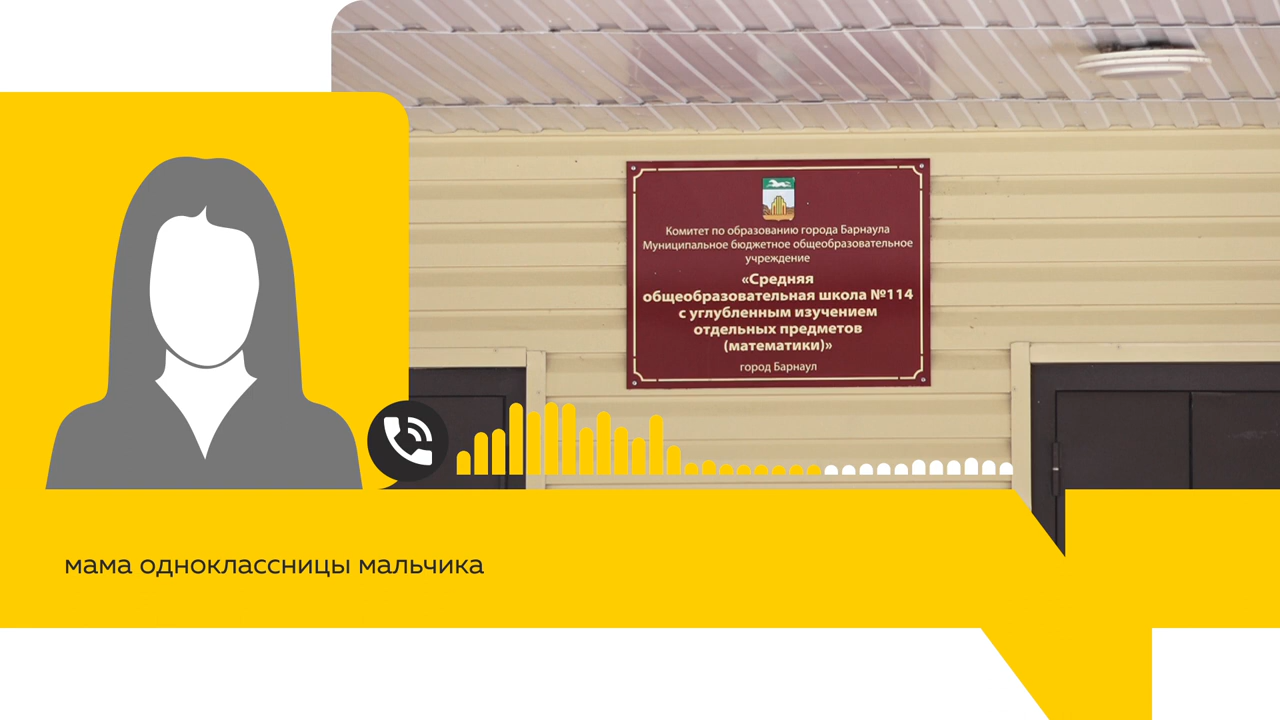 Комитет по образованию города Барнаула
Муниципальное бюджетное общеобразовательное
учреждение
«Средняя
общеобразовательная школа №114
с углубленным изучением
отдельных предметов
(математики)»
город Барнаул
мама одноклассницы мальчика